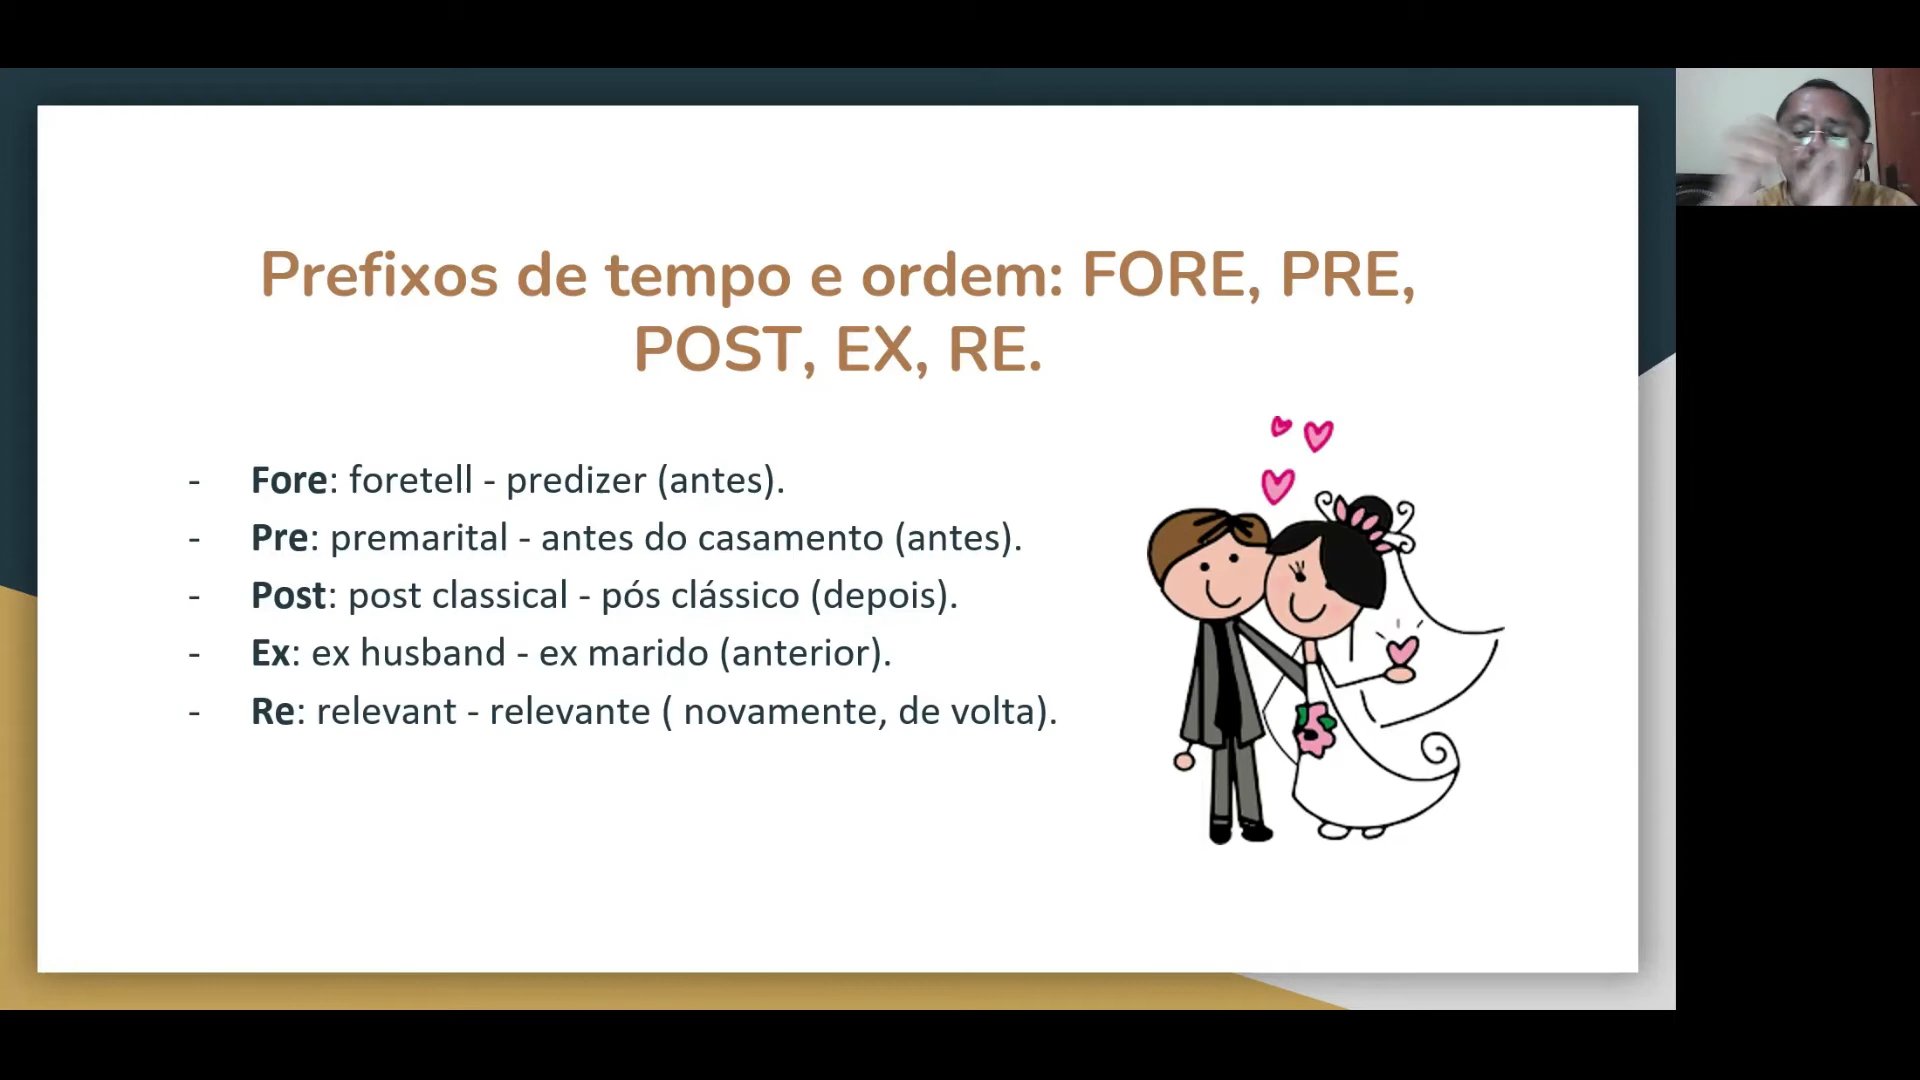 Prefixos de tempo e ordem: FORE, PRE,
POST, EX, RE.
- Fore: foretell - predizer (antes).
- Pre: premarital - antes do casamento (antes).
- Post: post classical - pós clássico (depois).
- Ex: ex husband - ex marido (anterior).
- Re: relevant - relevante ( novamente, de volta).